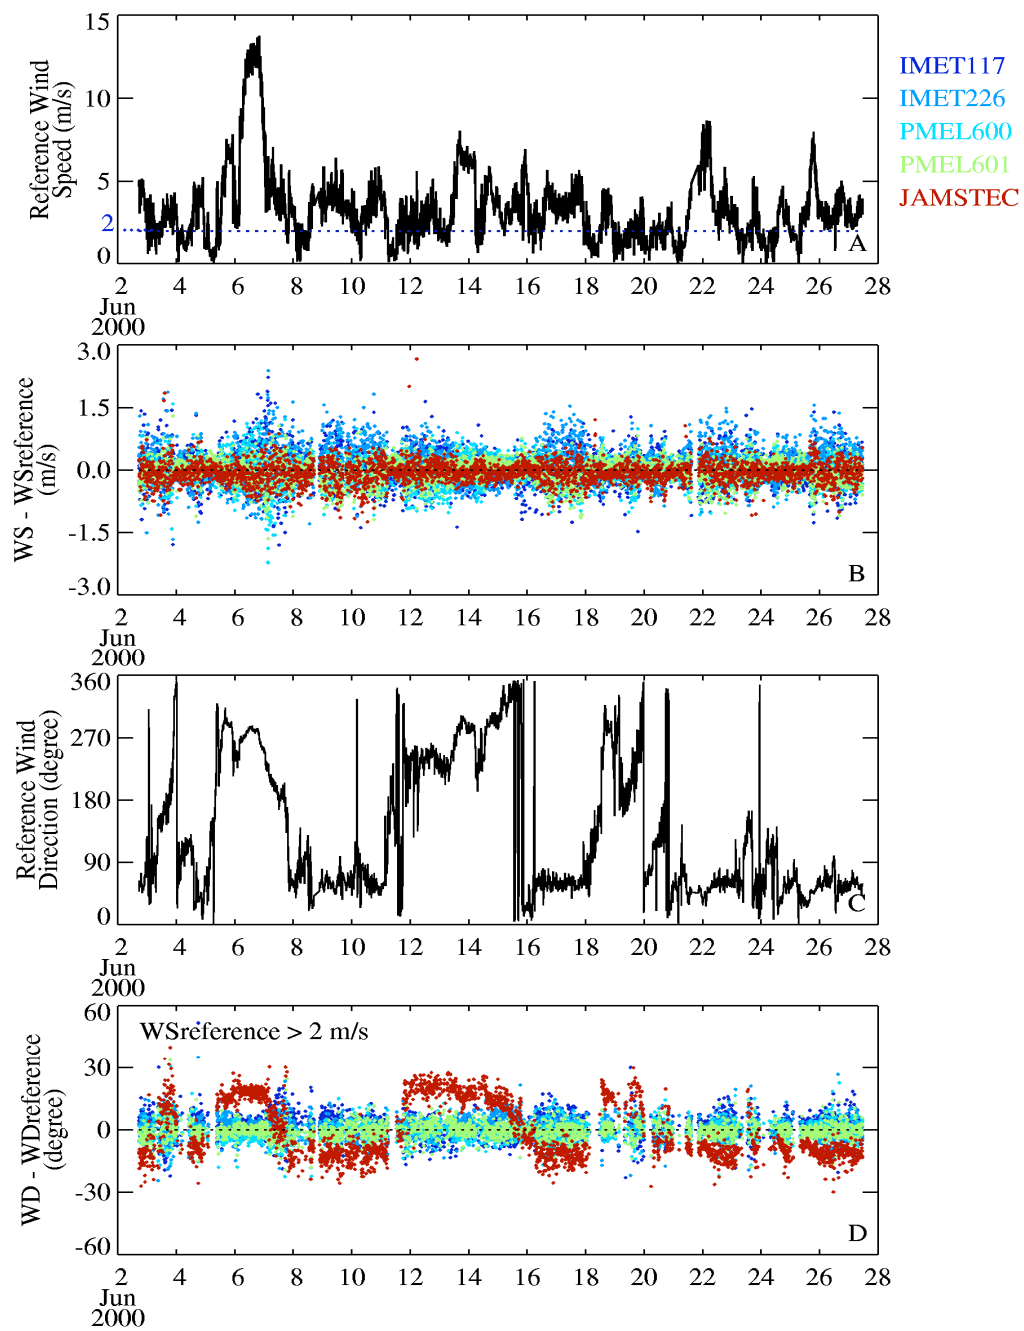 15
10
5
2
0
Reference Wind
Speed (m/s)
A
2 4 6 8 10 12 14 16 18 20 22 24 26 28
Jun
2000
IMET117
IMET226
PMEL600
PMEL601
JAMSTEC
3.0
1.5
0.0
-1.5
-3.0
WS - WSreference
(m/s)
B
2 4 6 8 10 12 14 16 18 20 22 24 26 28
Jun
2000
360
270
180
90
0
Reference Wind
Direction (degree)
C
2 4 6 8 10 12 14 16 18 20 22 24 26 28
Jun
2000
60
30
0
-30
-60
WD - WDreference
(degree)
WSreference > 2 m/s
D
2 4 6 8 10 12 14 16 18 20 22 24 26 28
Jun
2000